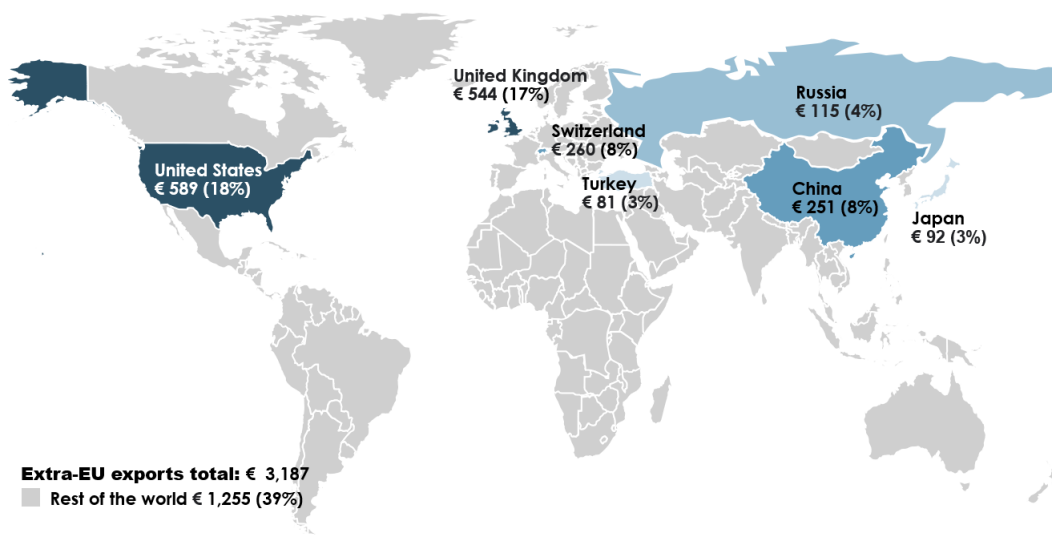 United Kingdom
€ 544 (17%)
Russia
€ 115 (4%)
Switzerland
€ 260 (8%)
United States
€ 589 (18%)
Turkey
€ 81 (3%)
China
€ 251 (8%)
Japan
€ 92 (3%)
Extra-EU exports total: € 3,187
Rest of the world € 1,255 (39%)